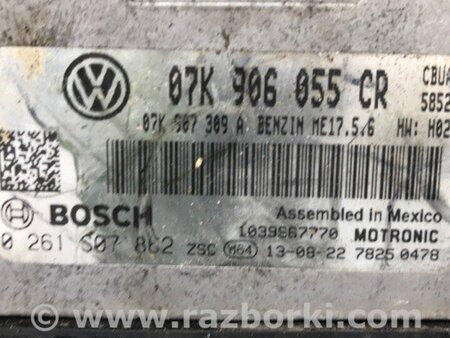 07K 906 055 CR CBUA
07K 907 309 A BENZIN ME17.5.6 HW: H02
5852
BOSCH
Assembled in Mexico
1039S67770 MOTRONIC
0 261 S07 862 ZSC M64 13-08-22 7825 0478
www.razborki.com